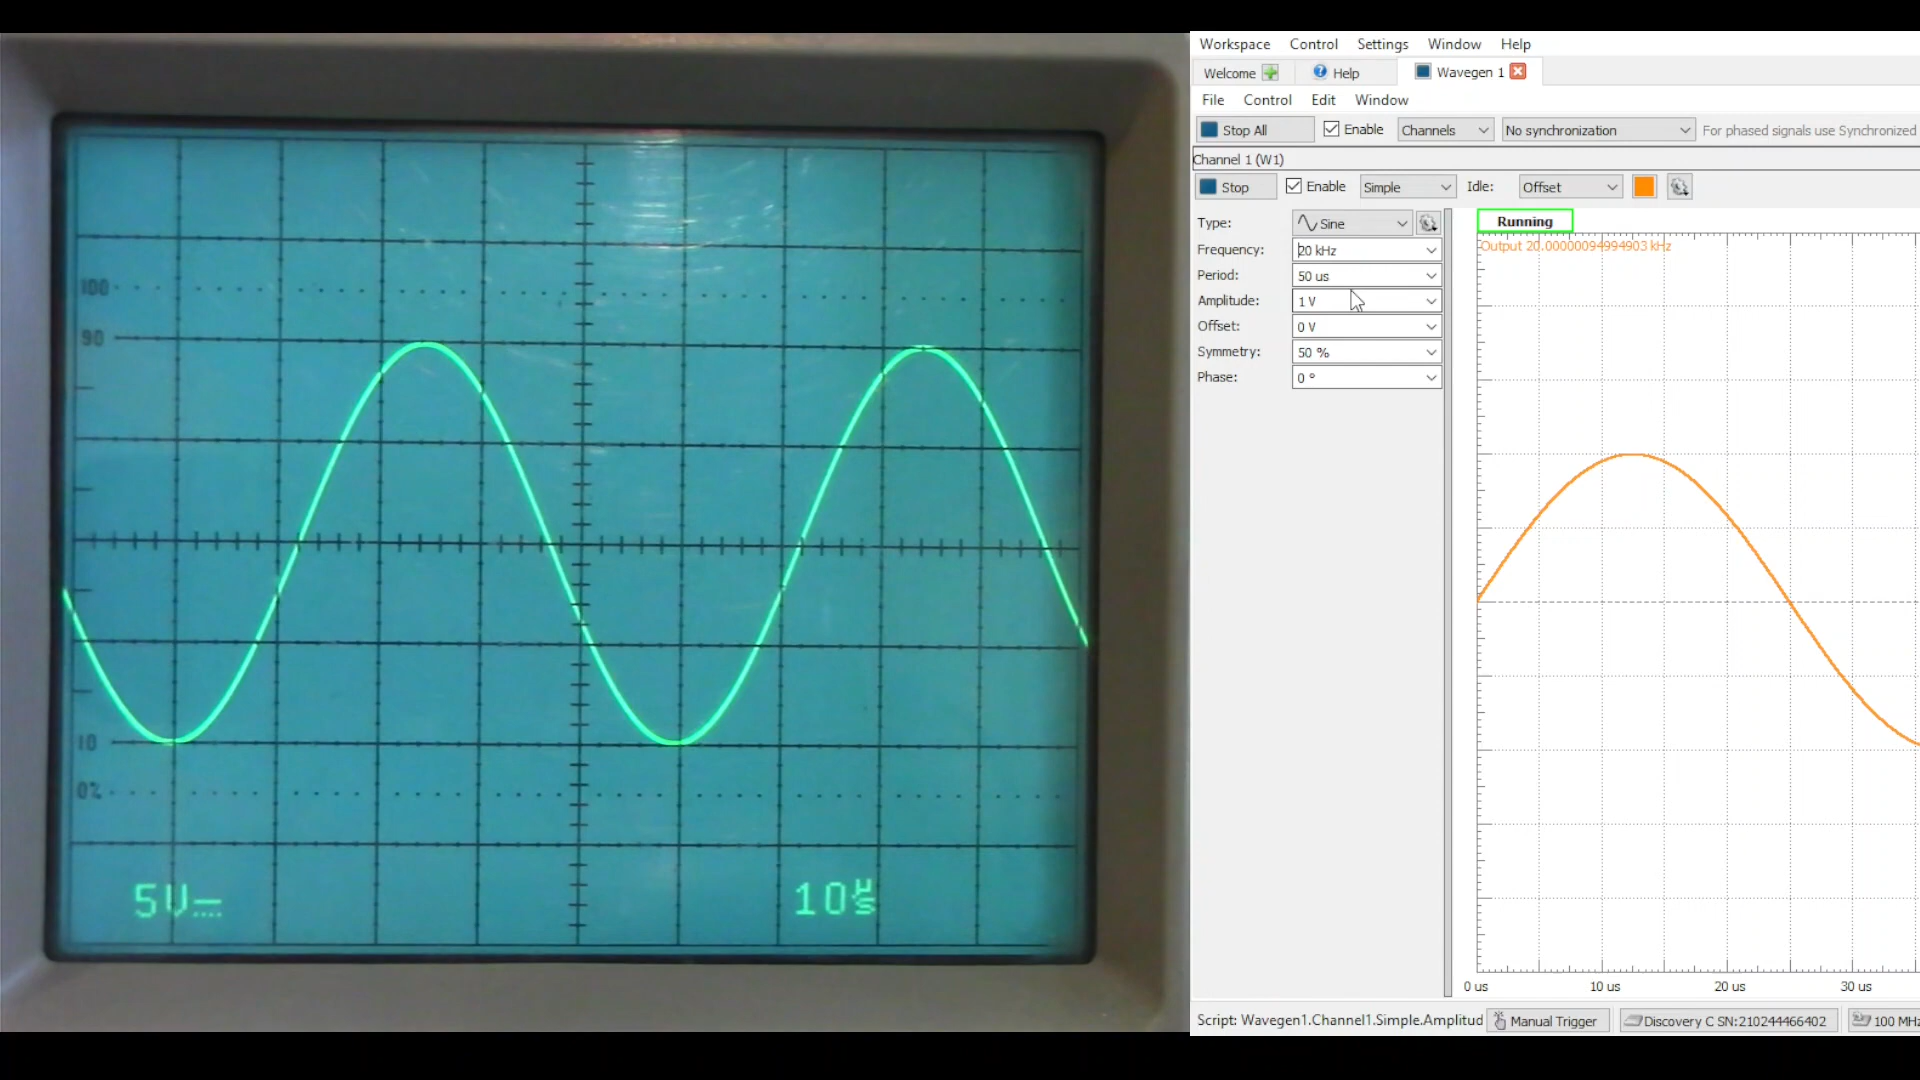 100
90
10
0%
5V
10µs
Workspace Control Settings Window Help
Welcome Help Wavegen 1
File Control Edit Window
Stop All Enable Channels No synchronization For phased signals use Synchronized
Channel 1 (W1)
Stop Enable Simple Idle: Offset
Type: Sine
Frequency: 20 kHz
Period: 50 us
Amplitude: 1 V
Offset: 0 V
Symmetry: 50 %
Phase: 0 °
Running
Output 20.00000094994903 kHz
0 us 10 us 20 us 30 us
Script: Wavegen1.Channel1.Simple.Amplitud Manual Trigger Discovery C SN:210244466402 100 MHz